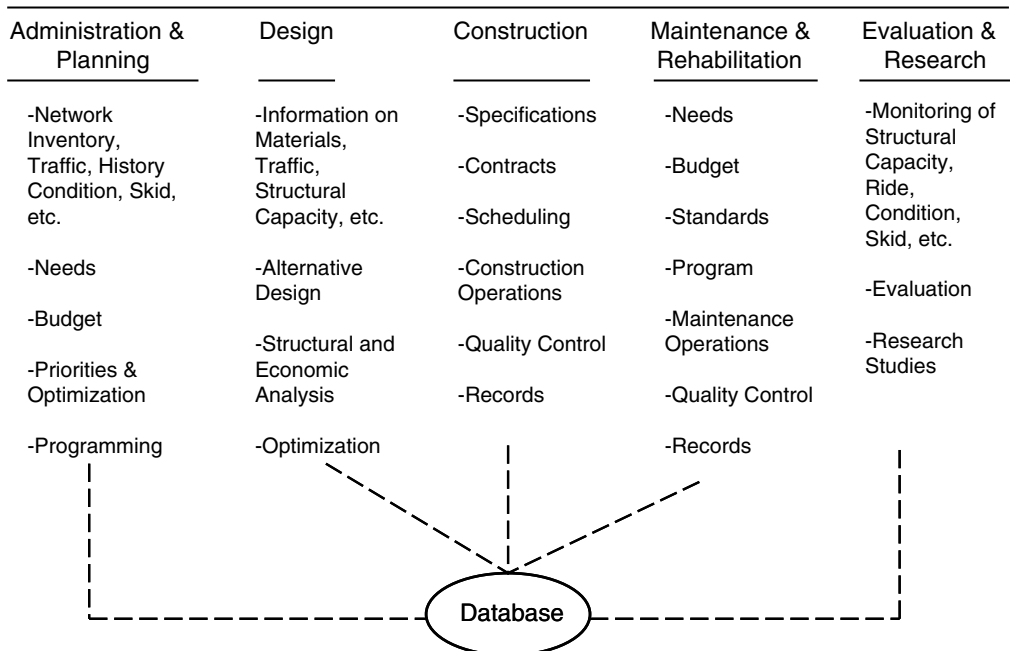 Administration &
Planning
Design
Construction
Maintenance &
Rehabilitation
Evaluation &
Research
-Network
Inventory,
Traffic, History
Condition, Skid,
etc.
-Needs
-Budget
-Priorities &
Optimization
-Programming
-Information on
Materials,
Traffic,
Structural
Capacity, etc.
-Alternative
Design
-Structural and
Economic
Analysis
-Optimization
-Specifications
-Contracts
-Scheduling
-Construction
Operations
-Quality Control
-Records
-Needs
-Budget
-Standards
-Program
-Maintenance
Operations
-Quality Control
-Records
-Monitoring of
Structural
Capacity,
Ride,
Condition,
Skid, etc.
-Evaluation
-Research
Studies
Database